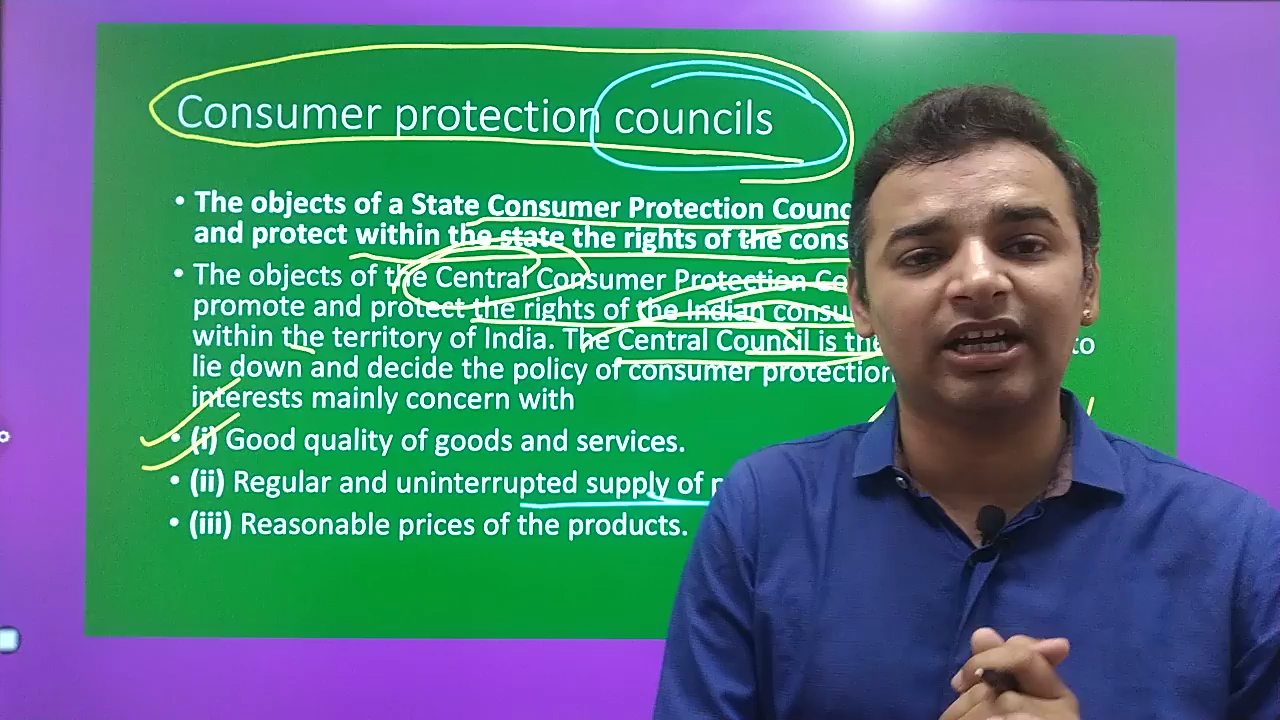 Consumer protection councils
• The objects of a State Consumer Protection
and protect within the state the rights of the
• The objects of the Central Consumer Protection
promote and protect the rights of the Indian
within the territory of India. The Central Council is the to
lie down and decide the policy of consumer protection
interests mainly concern with
• (i) Good quality of goods and services.
• (ii) Regular and uninterrupted supply of
• (iii) Reasonable prices of the products.